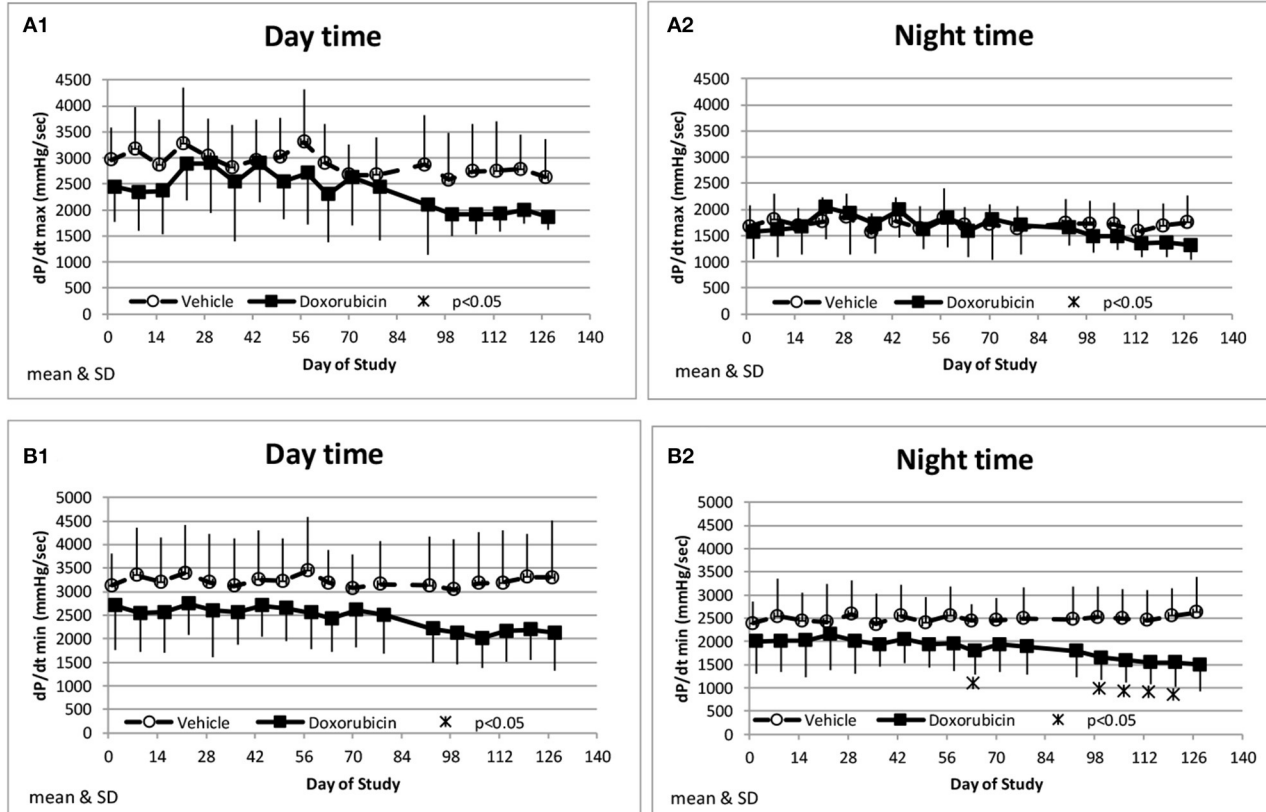 A1
Day time
dP/dt max (mmHg/sec)
4500
4000
3500
3000
2500
2000
1500
1000
500
0
Vehicle Doxorubicin p<0.05
0 14 28 42 56 70 84 98 112 126 140
Day of Study
mean & SD
A2
Night time
dP/dt max (mmHg/sec)
4500
4000
3500
3000
2500
2000
1500
1000
500
0
Vehicle Doxorubicin p<0.05
0 14 28 42 56 70 84 98 112 126 140
Day of Study
mean & SD
B1
Day time
dP/dt min (mmHg/sec)
5000
4500
4000
3500
3000
2500
2000
1500
1000
500
0
Vehicle Doxorubicin p<0.05
0 14 28 42 56 70 84 98 112 126 140
Day of Study
mean & SD
B2
Night time
dP/dt min (mmHg/sec)
5000
4500
4000
3500
3000
2500
2000
1500
1000
500
0
Vehicle Doxorubicin p<0.05
0 14 28 42 56 70 84 98 112 126 140
Day of Study
mean & SD